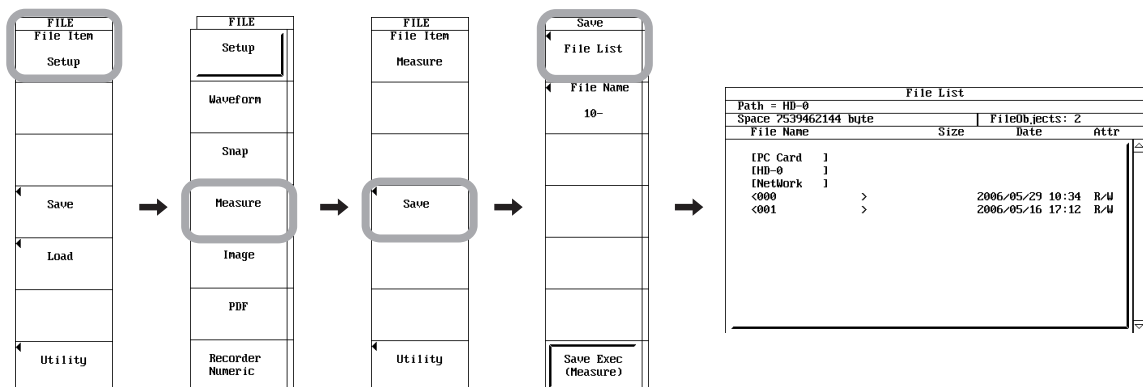 FILE
File Item
Setup
Save
Load
Utility
FILE
Setup
Waveform
Snap
Measure
Image
PDF
Recorder
Numeric
FILE
File Item
Measure
Save
Utility
Save
File List
File Name
10-
Save Exec
(Measure)
File List
Path = HD-0
Space 7539462144 byte FileObjects: 2
File Name Size Date Attr
[PC Card ]
[HD-0 ]
[NetWork ]
<000 > 2006/05/29 10:34 R/W
<001 > 2006/05/16 17:12 R/W